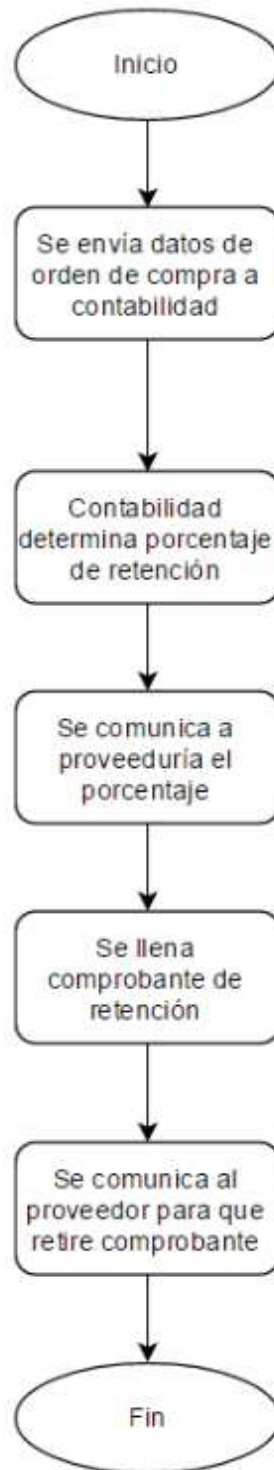 Inicio
Se envía datos de
orden de compra a
contabilidad
Contabilidad
determina porcentaje
de retención
Se comunica a
proveeduría el
porcentaje
Se llena
comprobante de
retención
Se comunica al
proveedor para que
retire comprobante
Fin